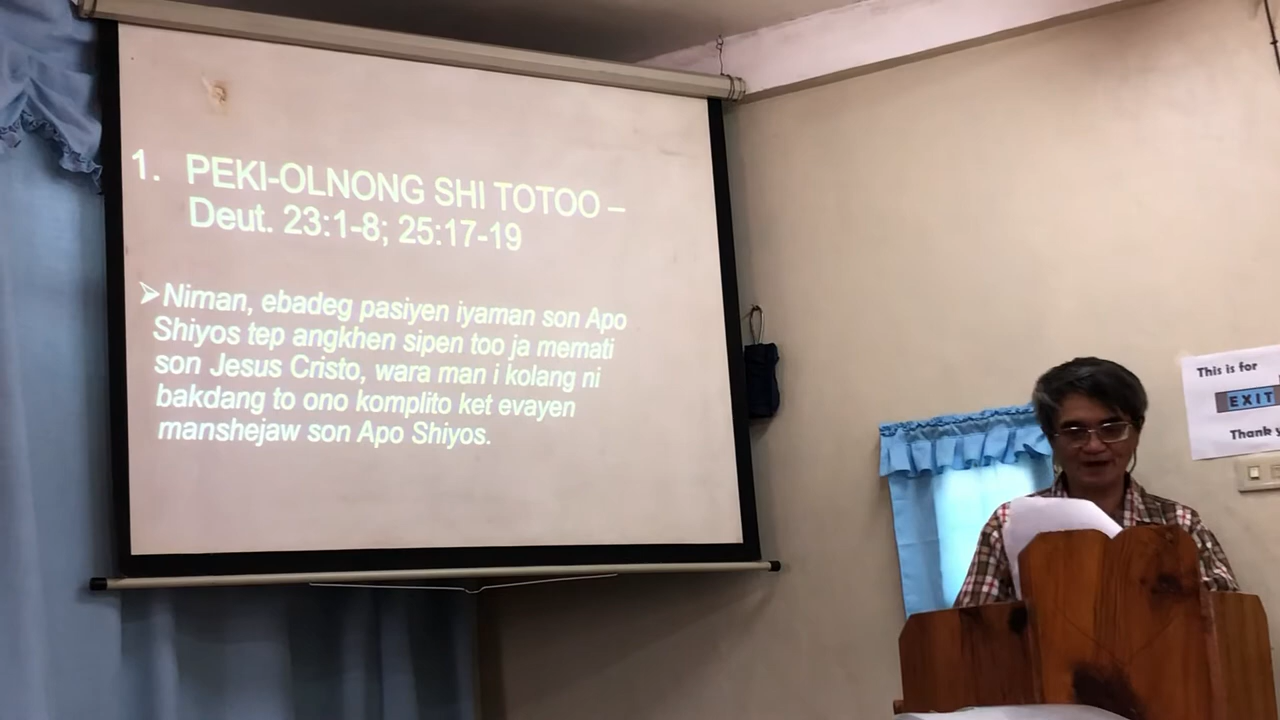 1. PEKI-OLNONG SHI TOTOO –
Deut. 23:1-8; 25:17-19
➢Niman, ebadeg pasiyen iyaman son Apo
Shiyos tep angkhen sipen too ja memati
son Jesus Cristo, wara man i kolang ni
bakdang to ono komplito ket evayen
manshejaw son Apo Shiyos.
This is for
EXIT
Thank